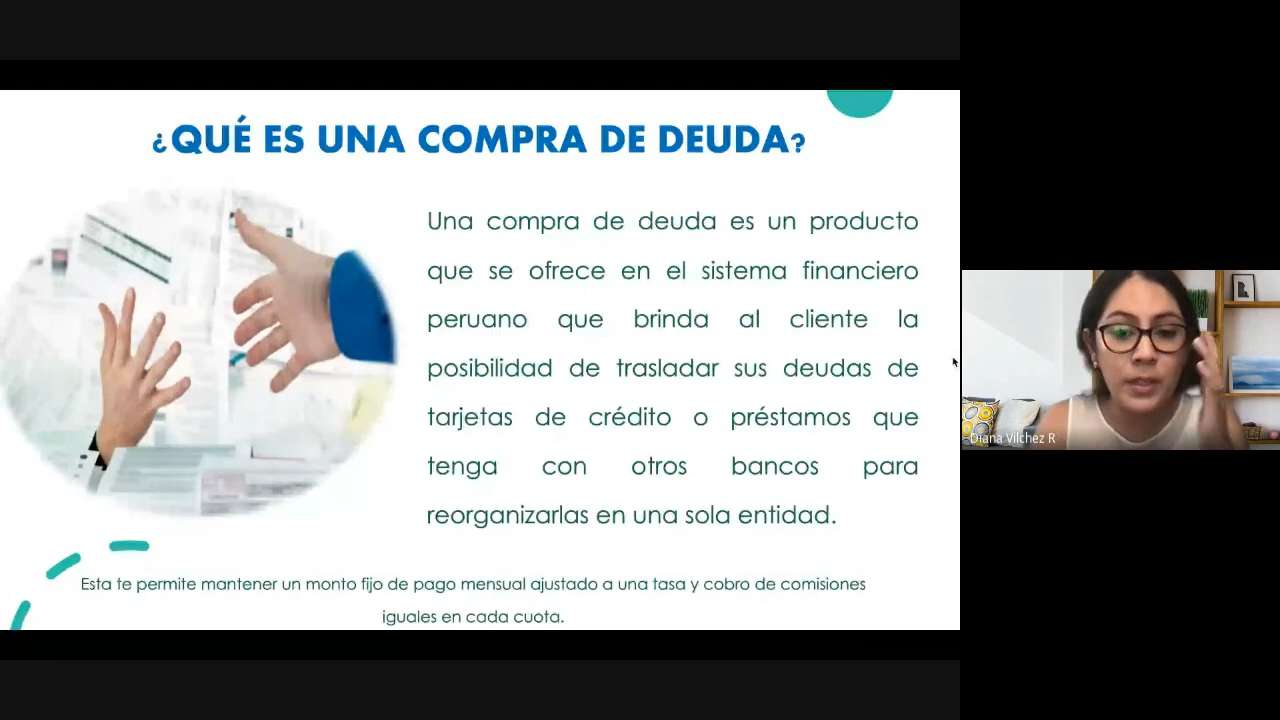 ¿QUÉ ES UNA COMPRA DE DEUDA?
Una compra de deuda es un producto
que se ofrece en el sistema financiero
peruano que brinda al cliente la
posibilidad de trasladar sus deudas de
tarjetas de crédito o préstamos que
tenga con otros bancos para
reorganizarlas en una sola entidad.
Esta te permite mantener un monto fijo de pago mensual ajustado a una tasa y cobro de comisiones
iguales en cada cuota.
Diana Vilchez R